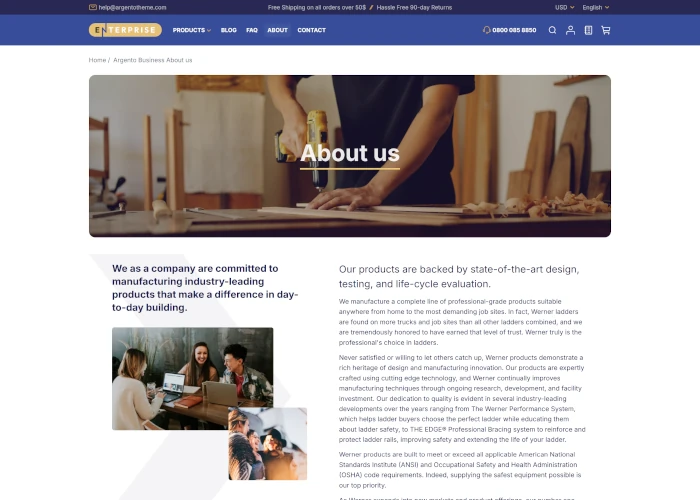 help@argentotheme.com
Free Shipping on all orders over 50$
Hassle Free 90-day Returns
USD
English
ENTERPRISE
PRODUCTS
BLOG
FAQ
ABOUT
CONTACT
0800 085 8850
Home / Argento Business About us
About us
We as a company are committed to
manufacturing industry-leading
products that make a difference in day-
to-day building.
Our products are backed by state-of-the-art design,
testing, and life-cycle evaluation.
We manufacture a complete line of professional-grade products suitable
anywhere from home to the most demanding job sites. In fact, Werner ladders
are found on more trucks and job sites than all other ladders combined, and we
are tremendously honored to have earned that level of trust. Werner truly is the
professional's choice in ladders.
Never satisfied or willing to let others catch up, Werner products demonstrate a
rich heritage of design and manufacturing innovation. Our products are expertly
crafted using cutting edge technology, and Werner continually improves
manufacturing techniques through ongoing research, development, and facility
investment. Our dedication to quality is evident in several industry-leading
developments over the years ranging from The Werner Performance System,
which helps ladder buyers choose the perfect ladder while educating them
about ladder safety, to THE EDGE® Professional Bracing system to reinforce and
protect ladder rails, improving safety and extending the life of your ladder.
Werner products are built to meet or exceed all applicable American National
Standards Institute (ANSI) and Occupational Safety and Health Administration
(OSHA) code requirements. Indeed, supplying the safest equipment possible is
our top priority.